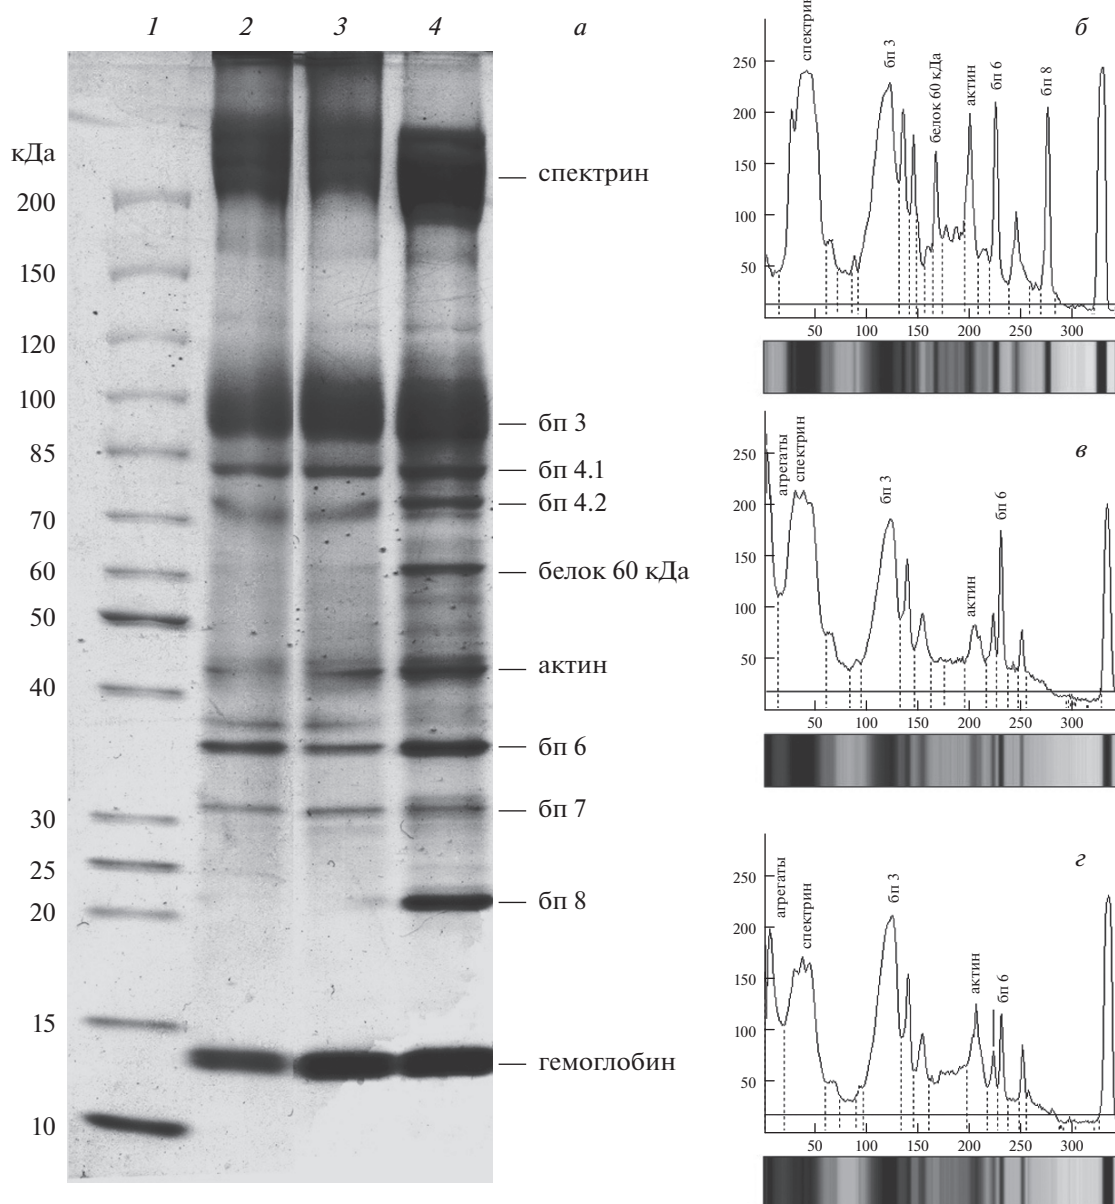 1 2 3 4 а
кДа
200
150
120
100
85
70
60
50
40
30
25
20
15
10
спектрин
бп 3
бп 4.1
бп 4.2
белок 60 кДа
актин
бп 6
бп 7
бп 8
гемоглобин
б
спектрин
бп 3
белок 60 кДа
актин
бп 6
бп 8
250
200
150
100
50
50 100 150 200 250 300
в
агрегаты
спектрин
бп 3
актин
бп 6
250
200
150
100
50
50 100 150 200 250 300
г
агрегаты
спектрин
бп 3
актин
бп 6
250
200
150
100
50
50 100 150 200 250 300